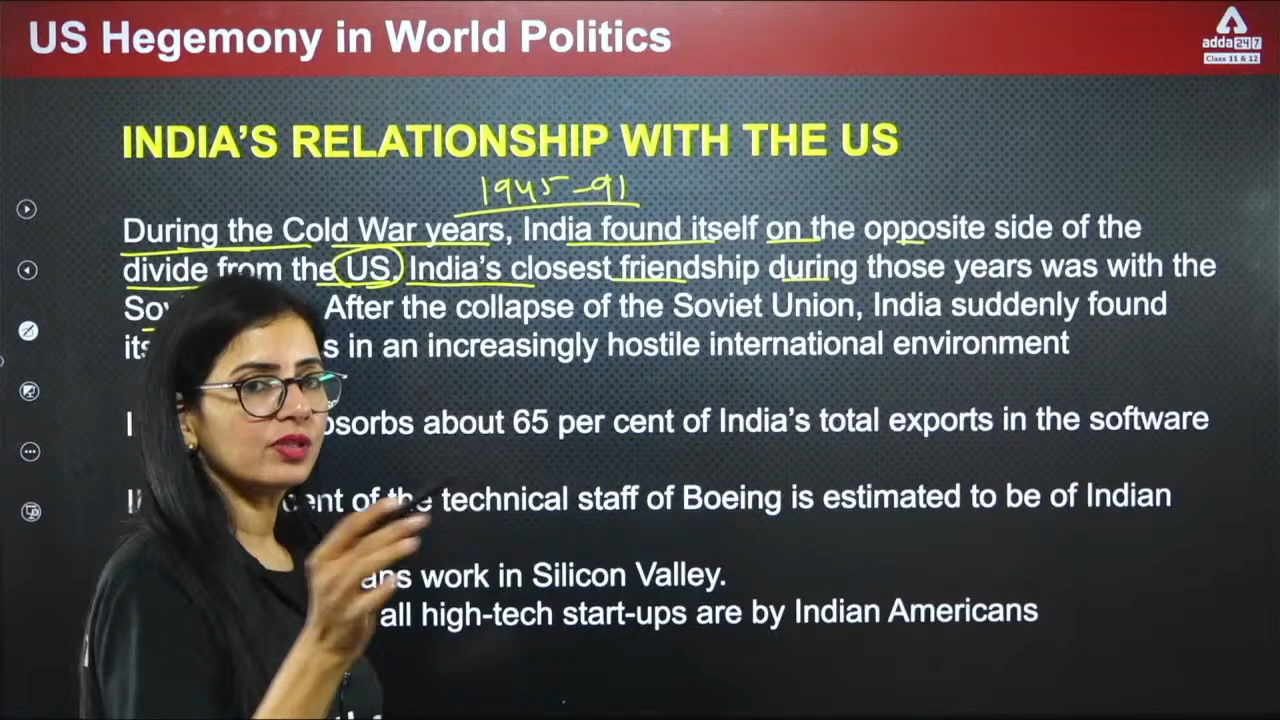 US Hegemony in World Politics
adda 247
Class 11 & 12
INDIA'S RELATIONSHIP WITH THE US
1945-91
During the Cold War years, India found itself on the opposite side of the
divide from the US. India's closest friendship during those years was with the
After the collapse of the Soviet Union, India suddenly found
in an increasingly hostile international environment
about 65 per cent of India's total exports in the software
of the technical staff of Boeing is estimated to be of Indian
work in Silicon Valley.
all high-tech start-ups are by Indian Americans